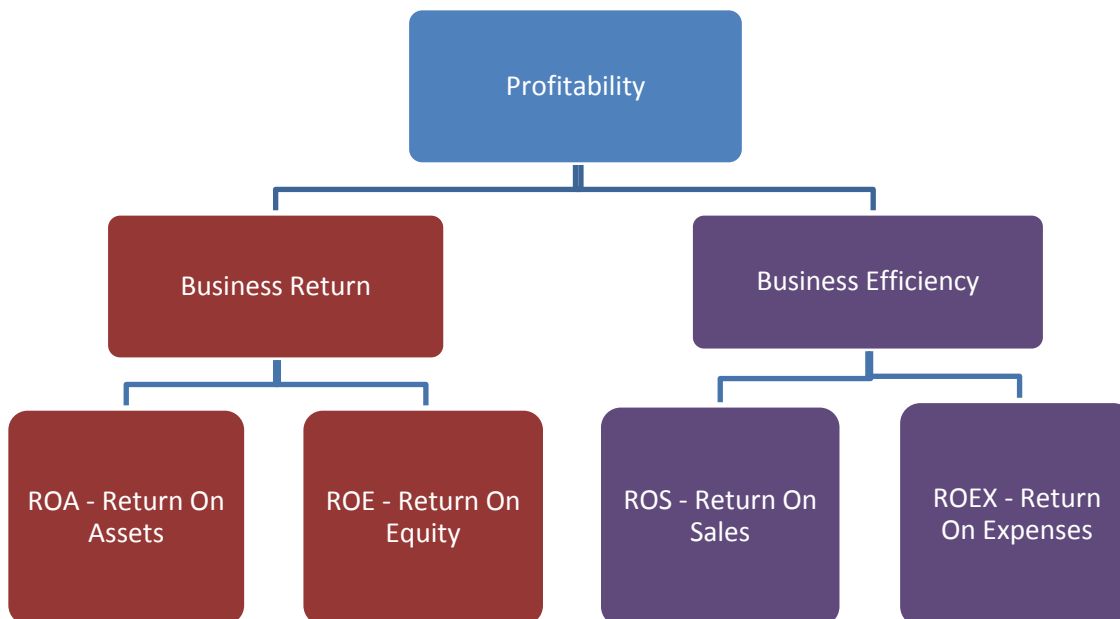 Profitability
Business Return
Business Efficiency
ROA - Return On
Assets
ROE - Return On
Equity
ROS - Return On
Sales
ROEX - Return
On Expenses